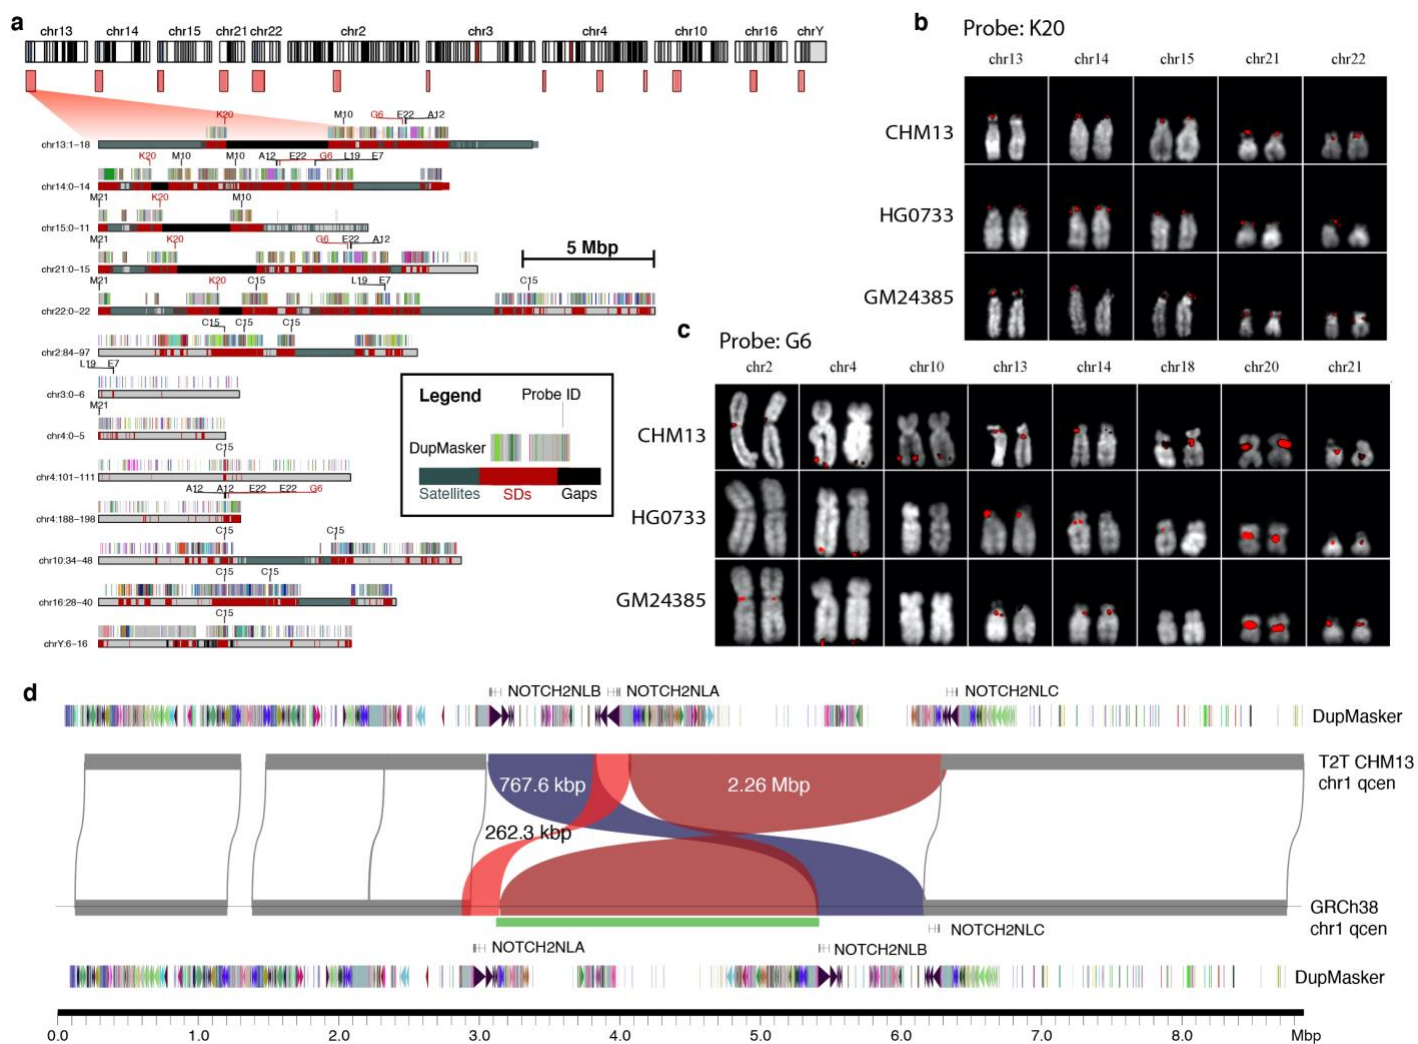 a
chr13 chr14 chr15 chr21 chr22 chr2 chr3 chr4 chr10 chr16 chrY
K20 M10 G6 E22 A12
chr13:1–18
K20 M10 M10 A12 E22 G6 L19 E7
chr14:0–14
M21 K20 M10
chr15:0–11
M21 K20 G6 E22 A12
chr21:0–15
5 Mbp
M21 K20 C15 L19 E7 C15
chr22:0–22
C15 C15 C15
chr2:84–97
L19 E7
chr3:0–6
M21
chr4:0–5
C15
chr4:101–111
A12 A12 E22 E22 G6
chr4:188–198
C15 C15
chr10:34–48
C15 C15
chr16:28–40
C15
chrY:6–16
Legend
Probe ID
DupMasker
Satellites SDs Gaps
b
Probe: K20
chr13 chr14 chr15 chr21 chr22
CHM13
HG0733
GM24385
c
Probe: G6
chr2 chr4 chr10 chr13 chr14 chr18 chr20 chr21
CHM13
HG0733
GM24385
d
NOTCH2NLB NOTCH2NLA NOTCH2NLC
DupMasker
T2T CHM13
chr1 qcen
767.6 kbp 2.26 Mbp
262.3 kbp
GRCh38
chr1 qcen
NOTCH2NLC
NOTCH2NLA NOTCH2NLB
DupMasker
0.0 1.0 2.0 3.0 4.0 5.0 6.0 7.0 8.0 Mbp